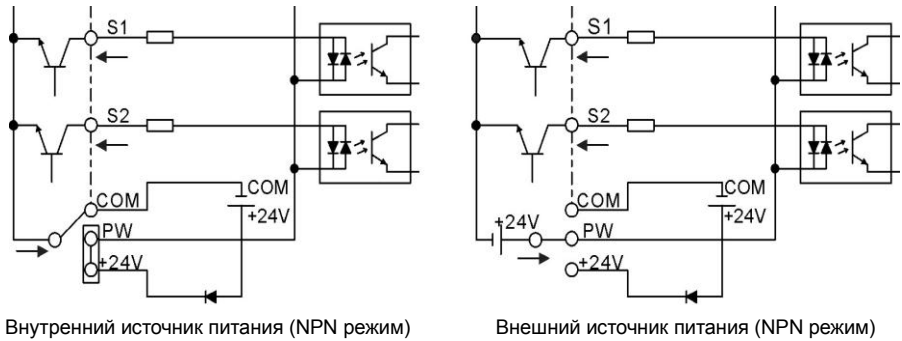 S1
S2
COM
COM
+24V
PW
+24V
Внутренний источник питания (NPN режим)
S1
S2
COM
COM
+24V
+24V
PW
+24V
Внешний источник питания (NPN режим)